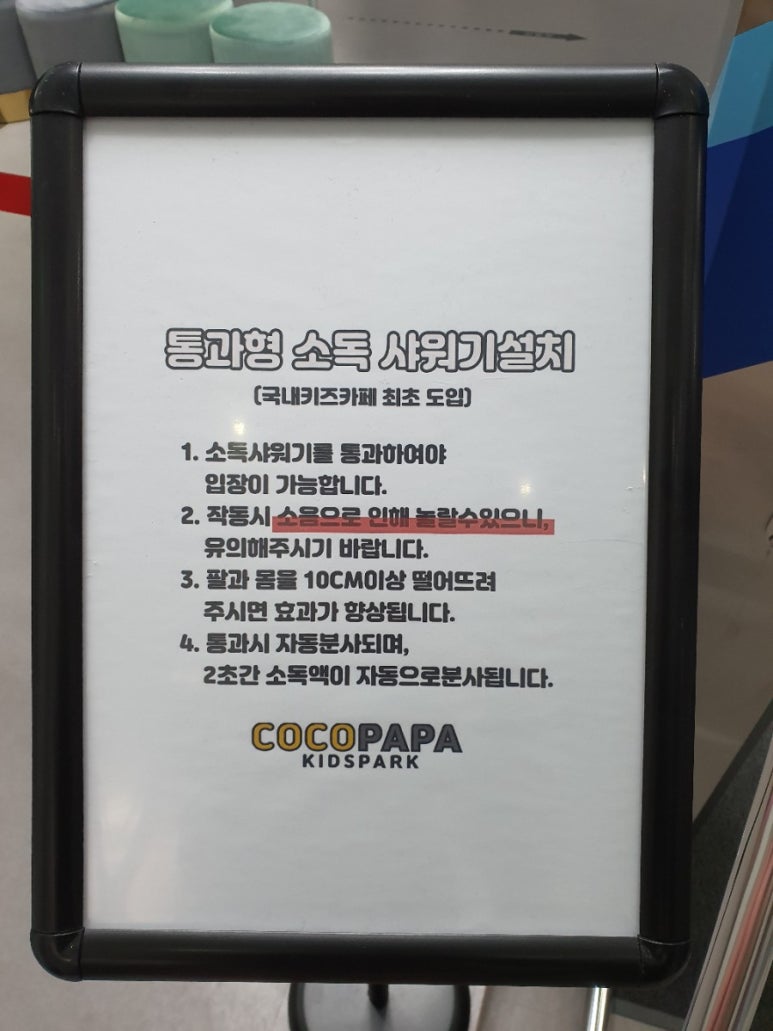 통과형 소독 샤워기설치
(국내키즈카페 최초 도입)
1. 소독샤워기를 통과하여야
입장이 가능합니다.
2. 작동시 소음으로 인해 놀랄수있으니,
유의해주시기 바랍니다.
3. 팔과 몸을 10CM이상 떨어뜨려
주시면 효과가 향상됩니다.
4. 통과시 자동분사되며,
2초간 소독액이 자동으로분사됩니다.
COCOPAPA
KIDSPARK